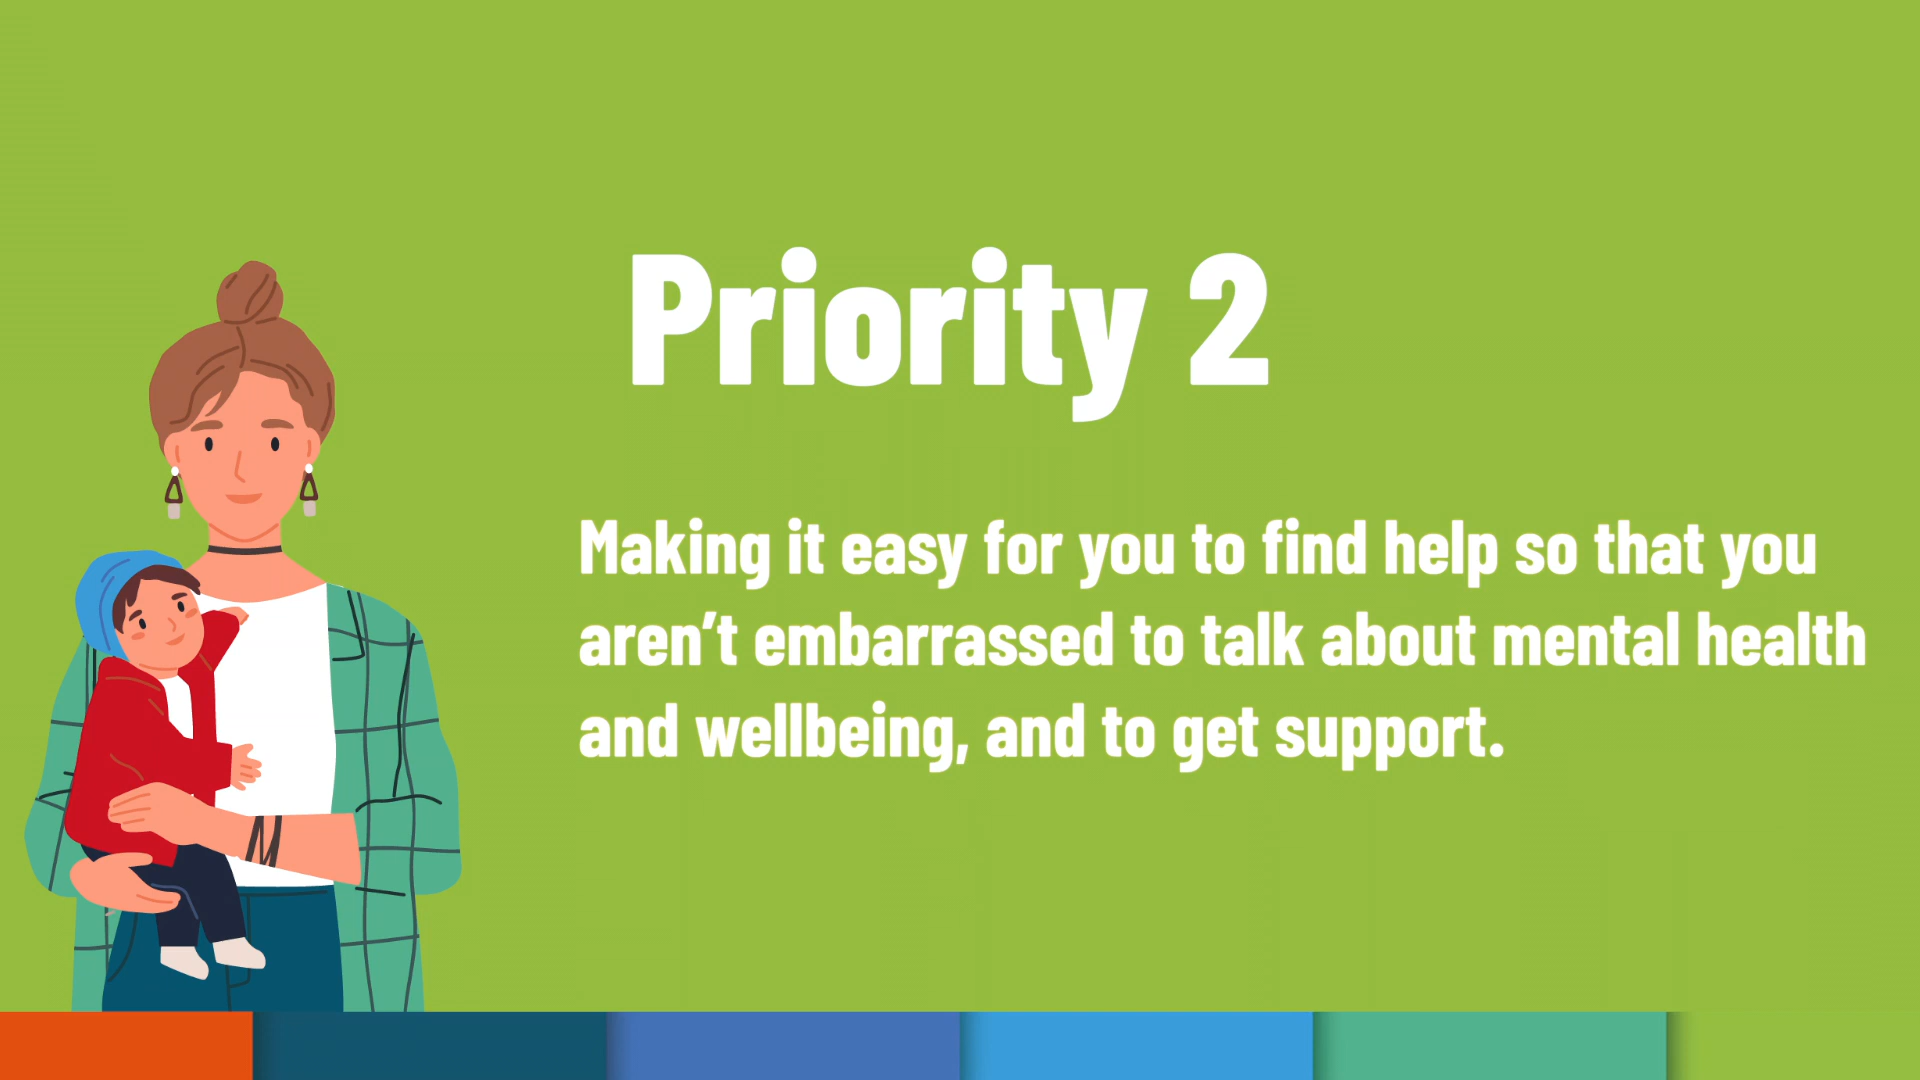 Priority 2
Making it easy for you to find help so that you
aren’t embarrassed to talk about mental health
and wellbeing, and to get support.